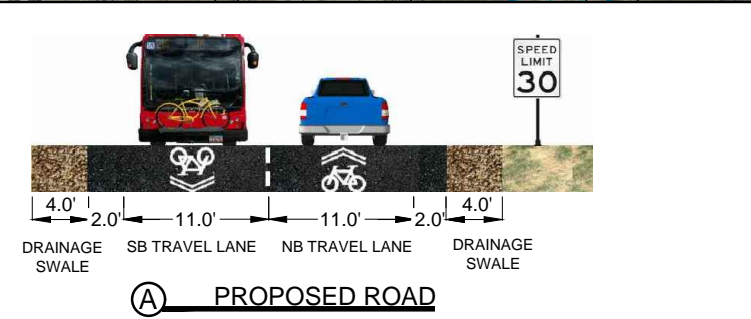 SPEED
LIMIT
30
4.0'
2.0'
11.0'
11.0'
2.0'
4.0'
DRAINAGE
SWALE
SB TRAVEL LANE
NB TRAVEL LANE
DRAINAGE
SWALE
A PROPOSED ROAD